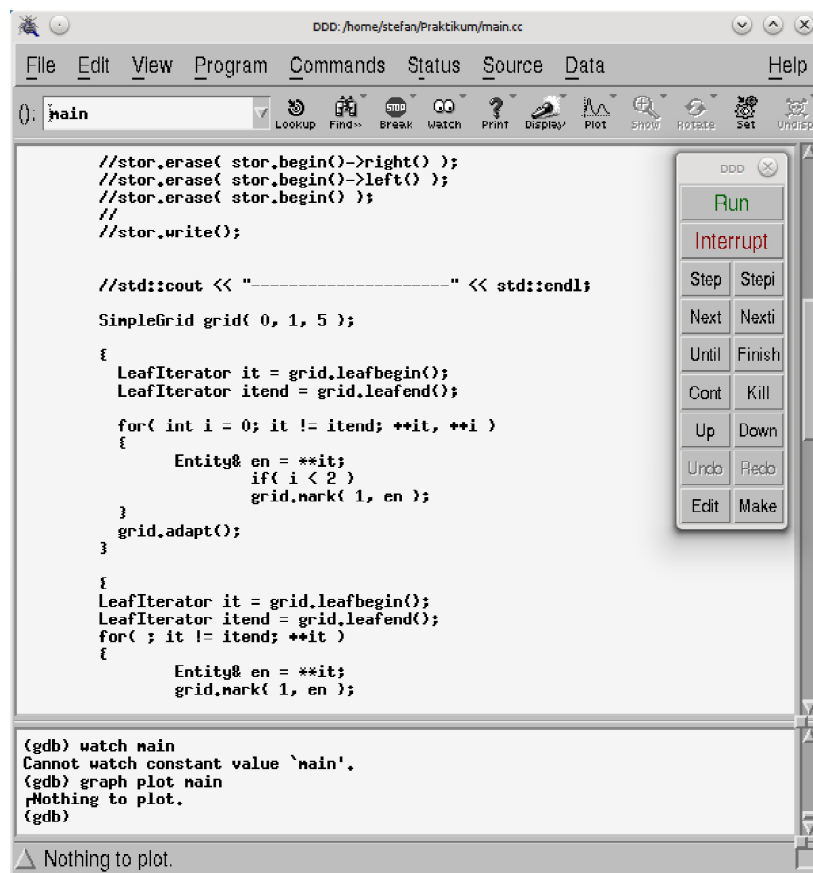 DDD: /home/stefan/Praktikum/main.cc
File Edit View Program Commands Status Source Data Help
(): main
Lookup Find» Break Watch Print Display Plot Show Rotate Set Undisp
//stor.erase( stor.begin()->right() );
//stor.erase( stor.begin()->left() );
//stor.erase( stor.begin() );
//
//stor.write();
//std::cout << "---------------------" << std::endl;
SimpleGrid grid( 0, 1, 5 );
{
LeafIterator it = grid.leafbegin();
LeafIterator itend = grid.leafend();
for( int i = 0; it != itend; ++it, ++i )
{
Entity& en = **it;
if( i < 2 )
grid.mark( 1, en );
}
grid.adapt();
}
{
LeafIterator it = grid.leafbegin();
LeafIterator itend = grid.leafend();
for( ; it != itend; ++it )
{
Entity& en = **it;
grid.mark( 1, en );
DDD
Run
Interrupt
Step Stepi
Next Nexti
Until Finish
Cont Kill
Up Down
Undo Redo
Edit Make
(gdb) watch main
Cannot watch constant value `main'.
(gdb) graph plot main
Nothing to plot.
(gdb)
Nothing to plot.